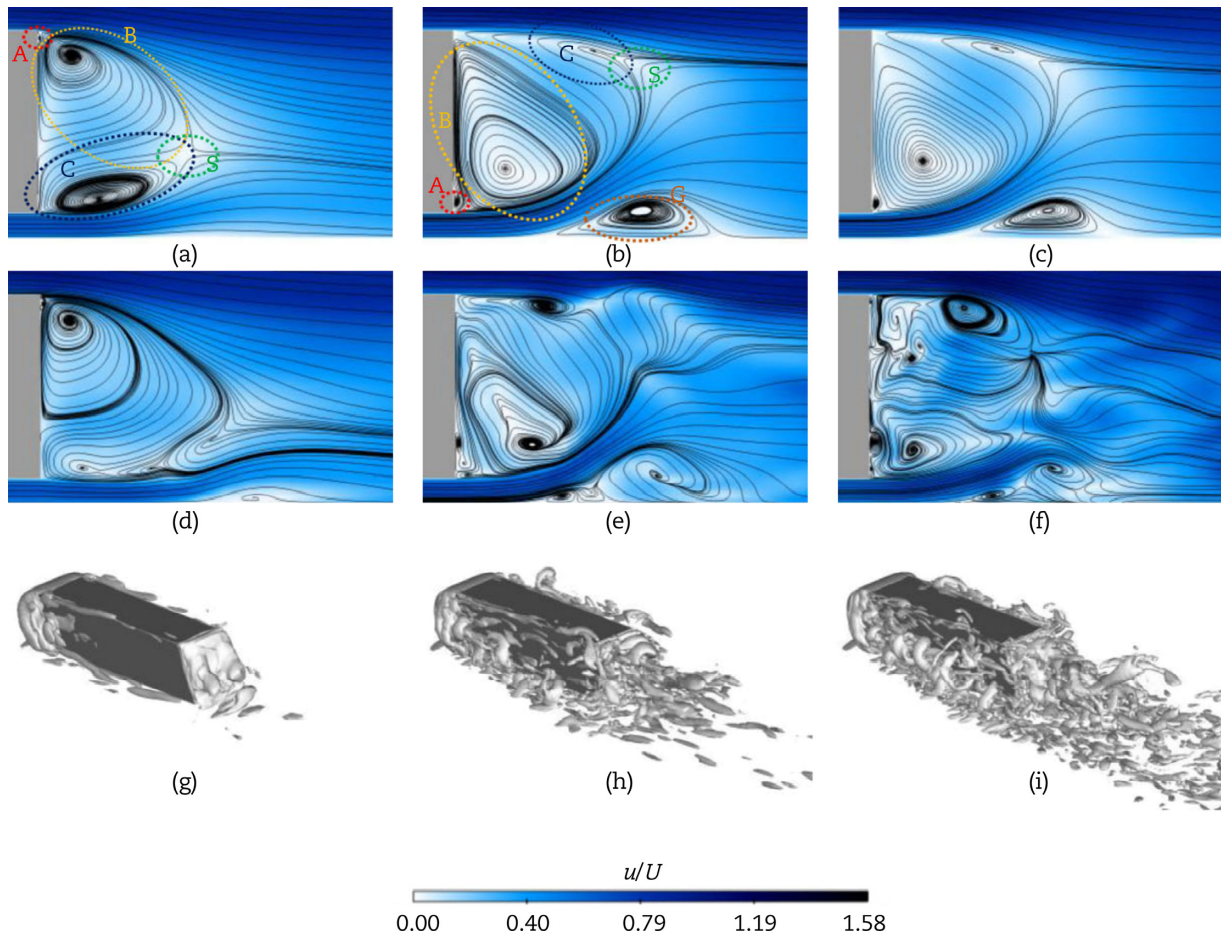 A B C S
B C S A G
(a) (b) (c)
(d) (e) (f)
(g) (h) (i)
u/U
0.00 0.40 0.79 1.19 1.58